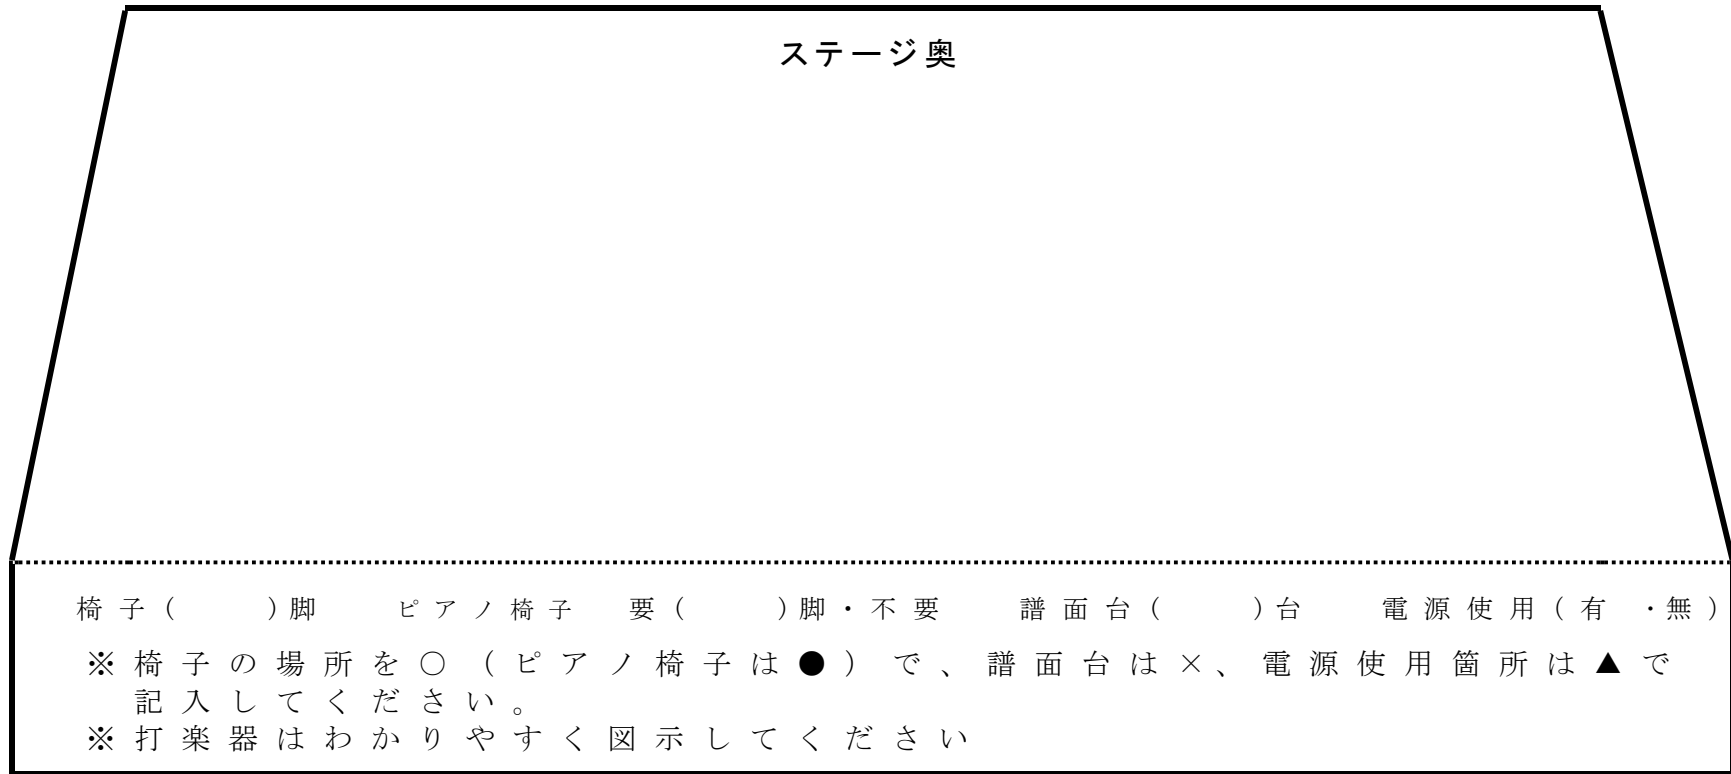 ステージ奥
椅子(　　)脚　　ピアノ椅子　要(　　)脚・不要　　譜面台(　　)台　　電源使用(有　・無)
※椅子の場所を○（ピアノ椅子は●）で、譜面台は×、電源使用箇所は▲で
記入してください。
※打楽器はわかりやすく図示してください